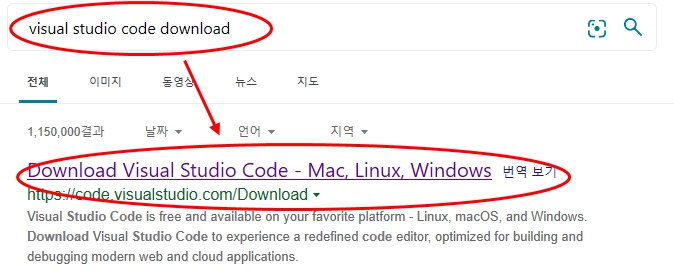 visual studio code download
전체 이미지 동영상 뉴스 지도
1,150,000결과 날짜 언어 지역
Download Visual Studio Code - Mac, Linux, Windows 번역 보기
https://code.visualstudio.com/Download
Visual Studio Code is free and available on your favorite platform - Linux, macOS, and Windows.
Download Visual Studio Code to experience a redefined code editor, optimized for building and
debugging modern web and cloud applications.